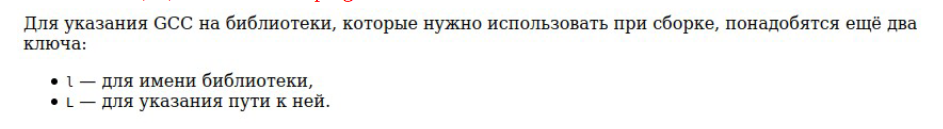 Для указания GCC на библиотеки, которые нужно использовать при сборке, понадобятся ещё два
ключа:
• l — для имени библиотеки,
• L — для указания пути к ней.